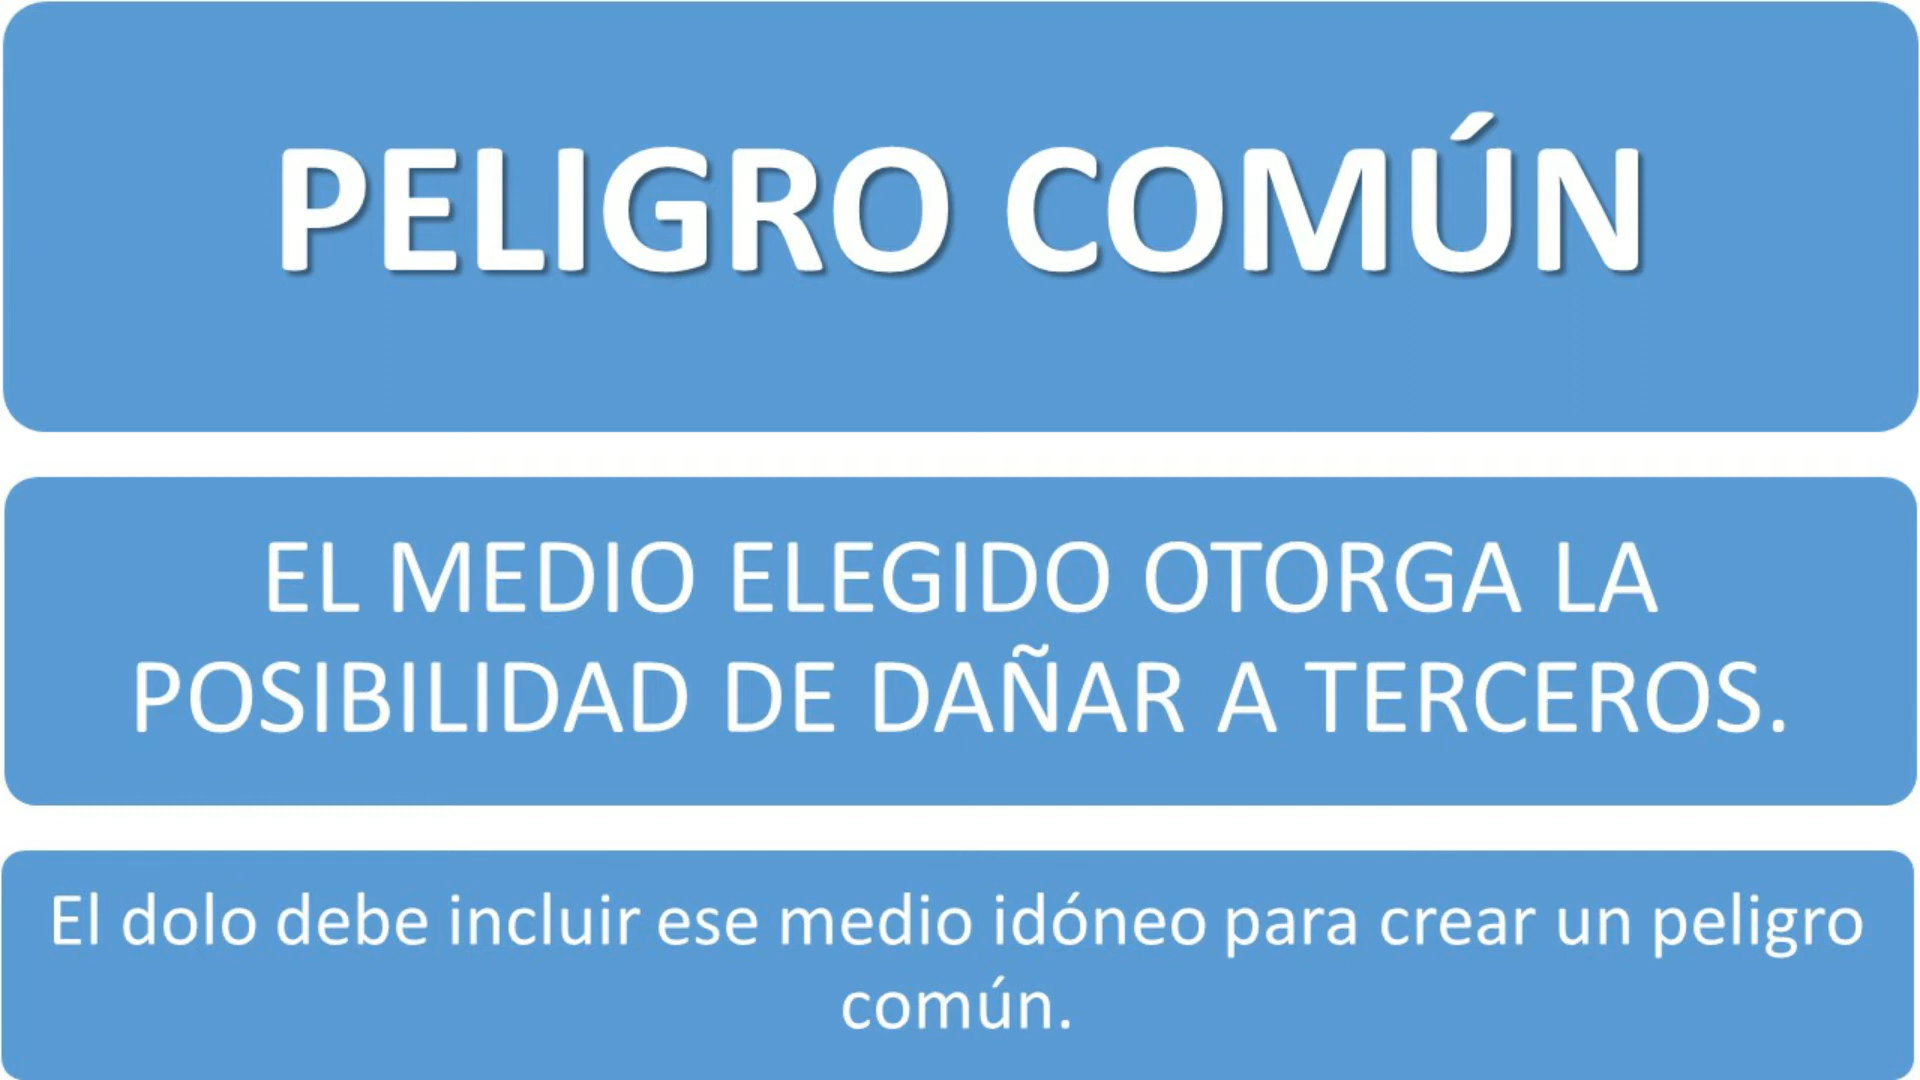 PELIGRO COMÚN
EL MEDIO ELEGIDO OTORGA LA
POSIBILIDAD DE DAÑAR A TERCEROS.
El dolo debe incluir ese medio idóneo para crear un peligro
común.